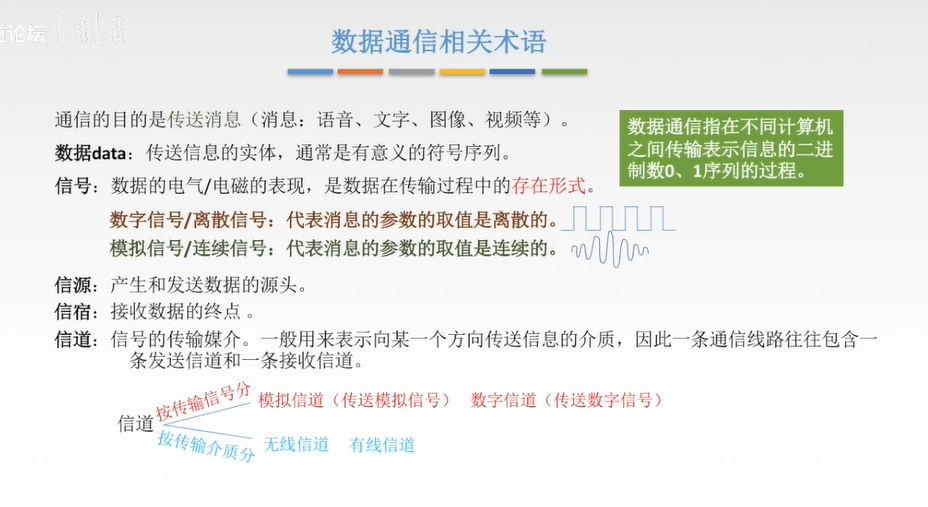 道论坛
数据通信相关术语
通信的目的是传送消息（消息：语音、文字、图像、视频等）。
数据data：传送信息的实体，通常是有意义的符号序列。
信号：数据的电气/电磁的表现，是数据在传输过程中的存在形式。
数字信号/离散信号：代表消息的参数的取值是离散的。
模拟信号/连续信号：代表消息的参数的取值是连续的。
数据通信指在不同计算机
之间传输表示信息的二进
制数0、1序列的过程。
信源：产生和发送数据的源头。
信宿：接收数据的终点 。
信道：信号的传输媒介。一般用来表示向某一个方向传送信息的介质，因此一条通信线路往往包含一
条发送信道和一条接收信道。
信道
按传输信号分
模拟信道（传送模拟信号） 数字信道（传送数字信号）
按传输介质分
无线信道 有线信道